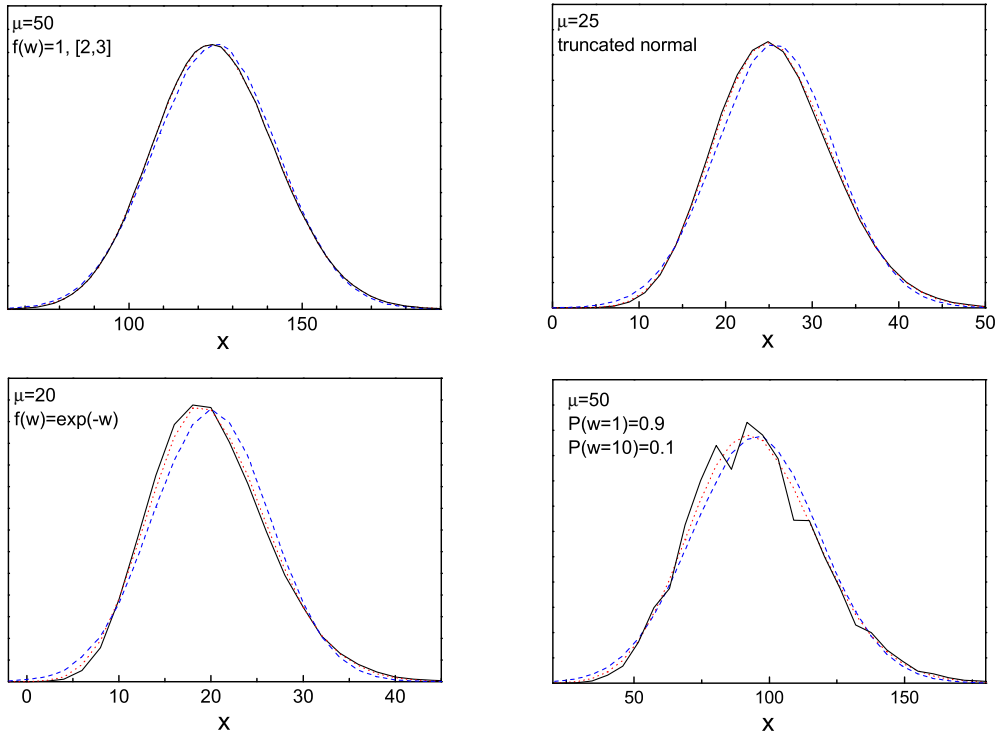 μ=50
f(w)=1, [2,3]
100 150
x
μ=25
truncated normal
0 10 20 30 40 50
x
μ=20
f(w)=exp(-w)
0 10 20 30 40
x
μ=50
P(w=1)=0.9
P(w=10)=0.1
50 100 150
x